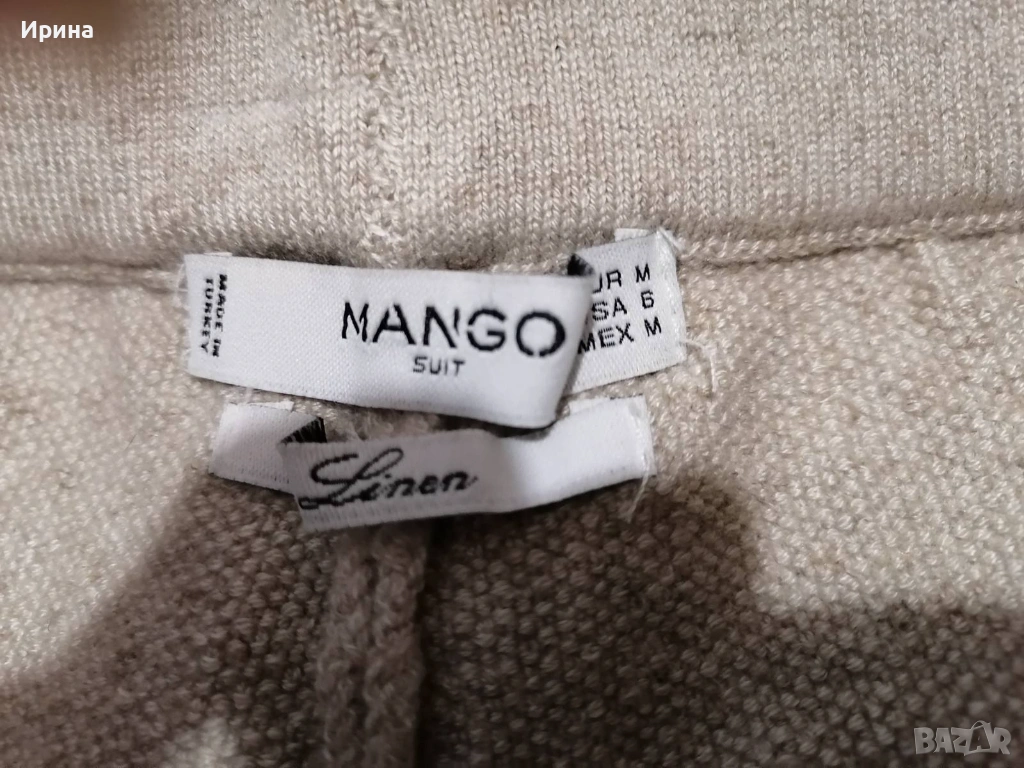 Ирина
MADE IN
TURKEY
MANGO
SUIT
UR M
SA 6
MEX M
Linen
BAZAR